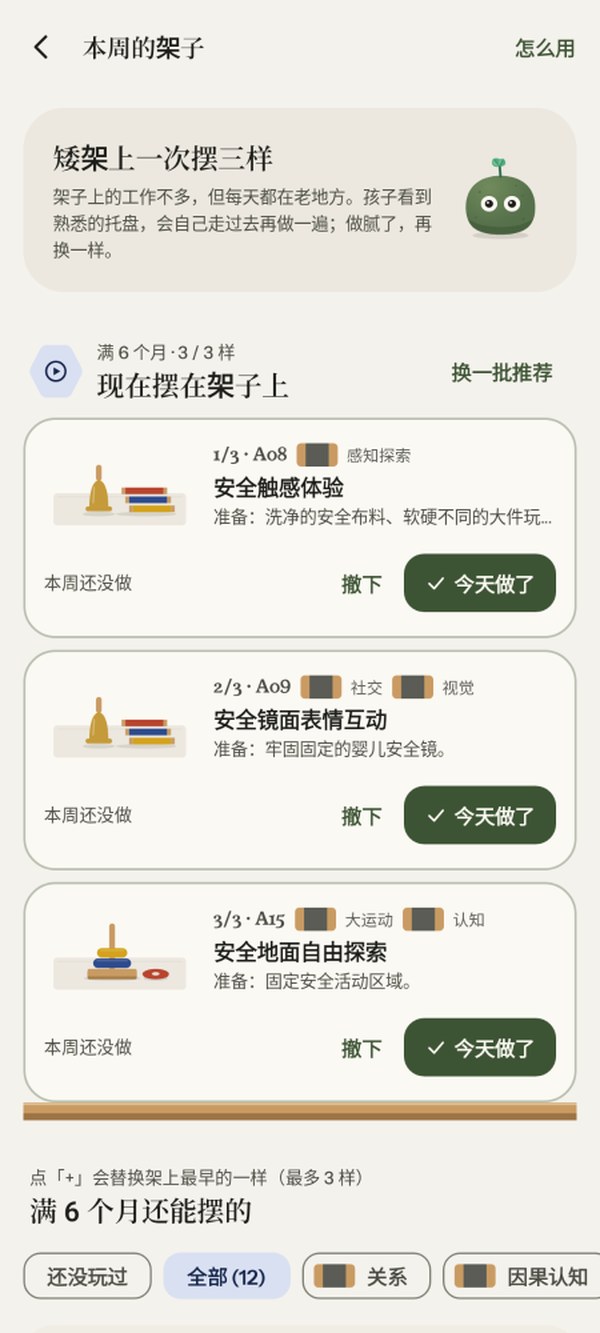 本周的架子
怎么用
矮架上一次摆三样
架子上的工作不多，但每天都在老地方。孩子看到
熟悉的托盘，会自己走过去再做一遍；做腻了，再
换一样。
满 6 个月 · 3 / 3 样
现在摆在架子上
换一批推荐
1/3 · A08 感知探索
安全触感体验
准备：洗净的安全布料、软硬不同的大件玩...
本周还没做
撤下
今天做了
2/3 · A09 社交 视觉
安全镜面表情互动
准备：牢固固定的婴儿安全镜。
本周还没做
撤下
今天做了
3/3 · A15 大运动 认知
安全地面自由探索
准备：固定安全活动区域。
本周还没做
撤下
今天做了
点「+」会替换架上最早的一样（最多 3 样）
满 6 个月还能摆的
还没玩过
全部 (12)
关系
因果认知